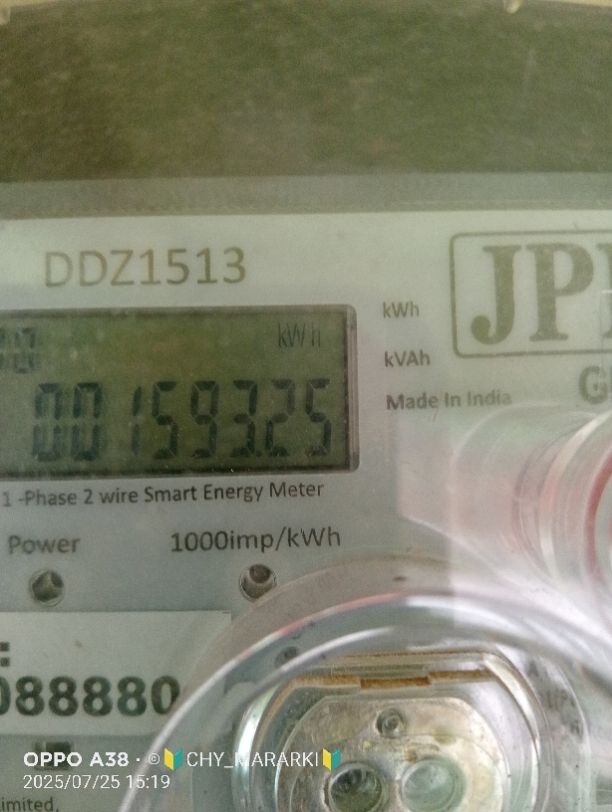 DDZ1513
kWh
kWh
001593.25
kVAh
Made In India
1 -Phase 2 wire Smart Energy Meter
Power
1000imp/kWh
088880
OPPO A38 · © 🔰CHY_MARARKI🔰
2025/07/25 15:19